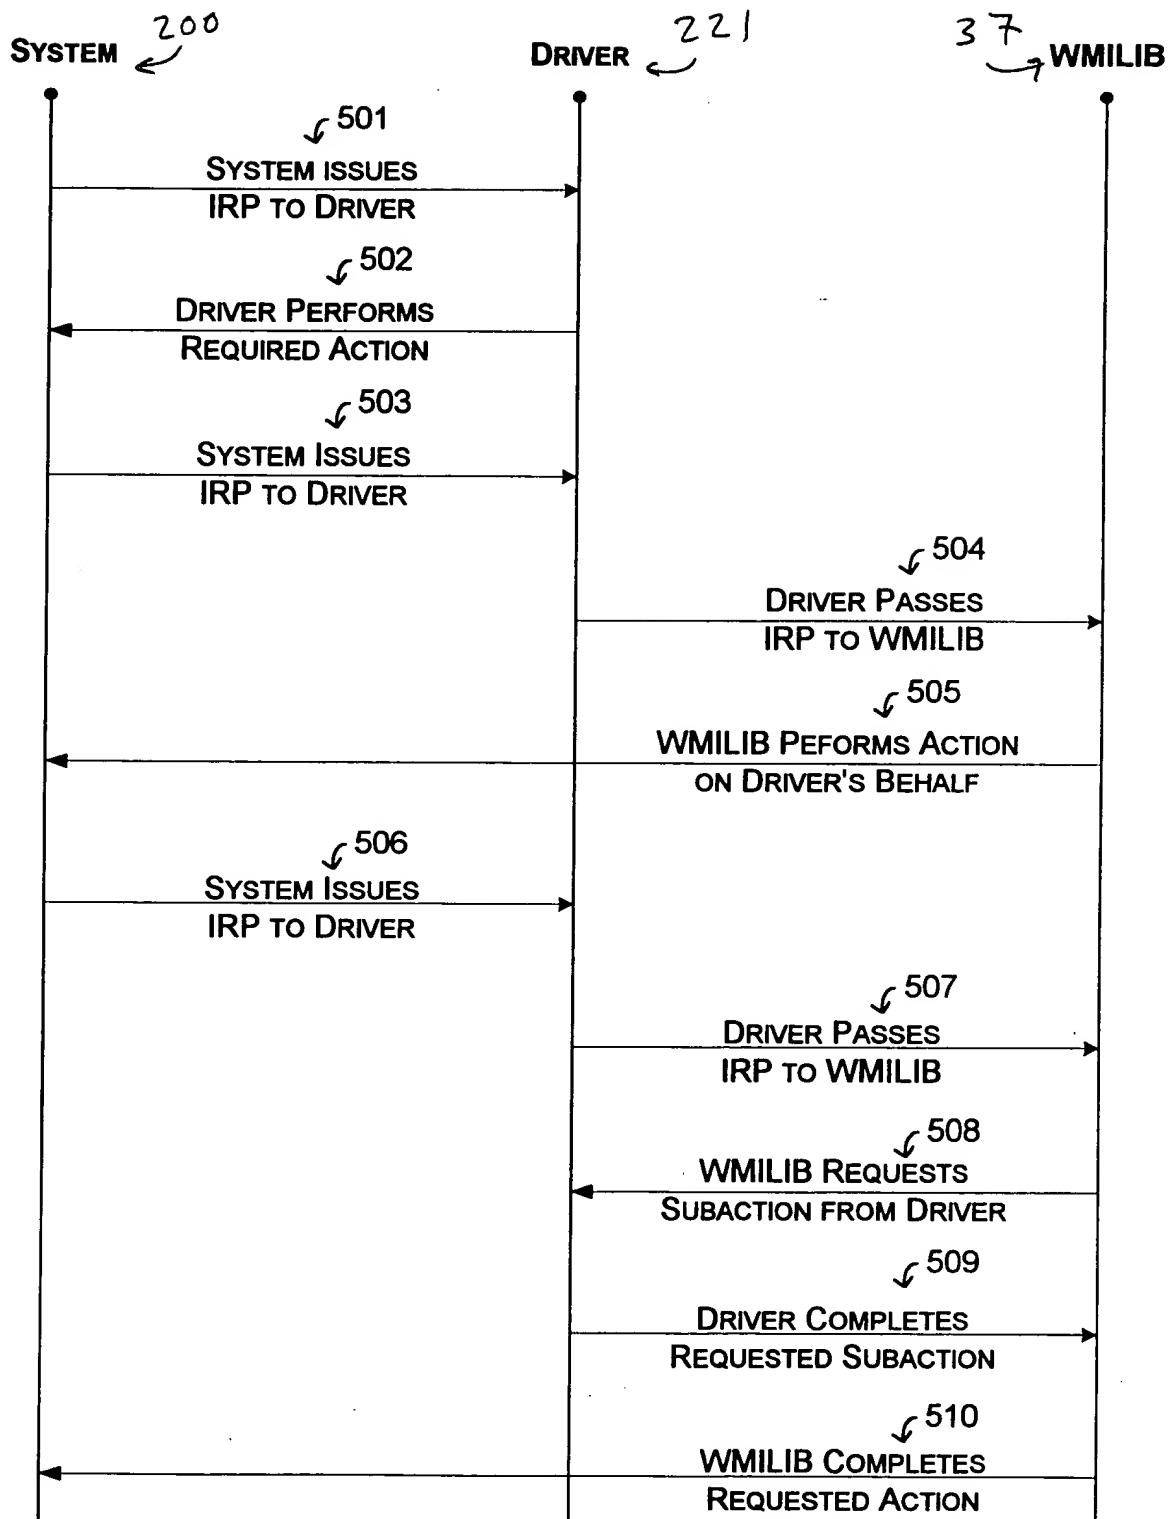 200
221
37
SYSTEM
DRIVER
WMILIB
501
SYSTEM ISSUES
IRP TO DRIVER
502
DRIVER PERFORMS
REQUIRED ACTION
503
SYSTEM ISSUES
IRP TO DRIVER
504
DRIVER PASSES
IRP TO WMILIB
505
WMILIB PEFORMS ACTION
ON DRIVER'S BEHALF
506
SYSTEM ISSUES
IRP TO DRIVER
507
DRIVER PASSES
IRP TO WMILIB
508
WMILIB REQUESTS
SUBACTION FROM DRIVER
509
DRIVER COMPLETES
REQUESTED SUBACTION
510
WMILIB COMPLETES
REQUESTED ACTION